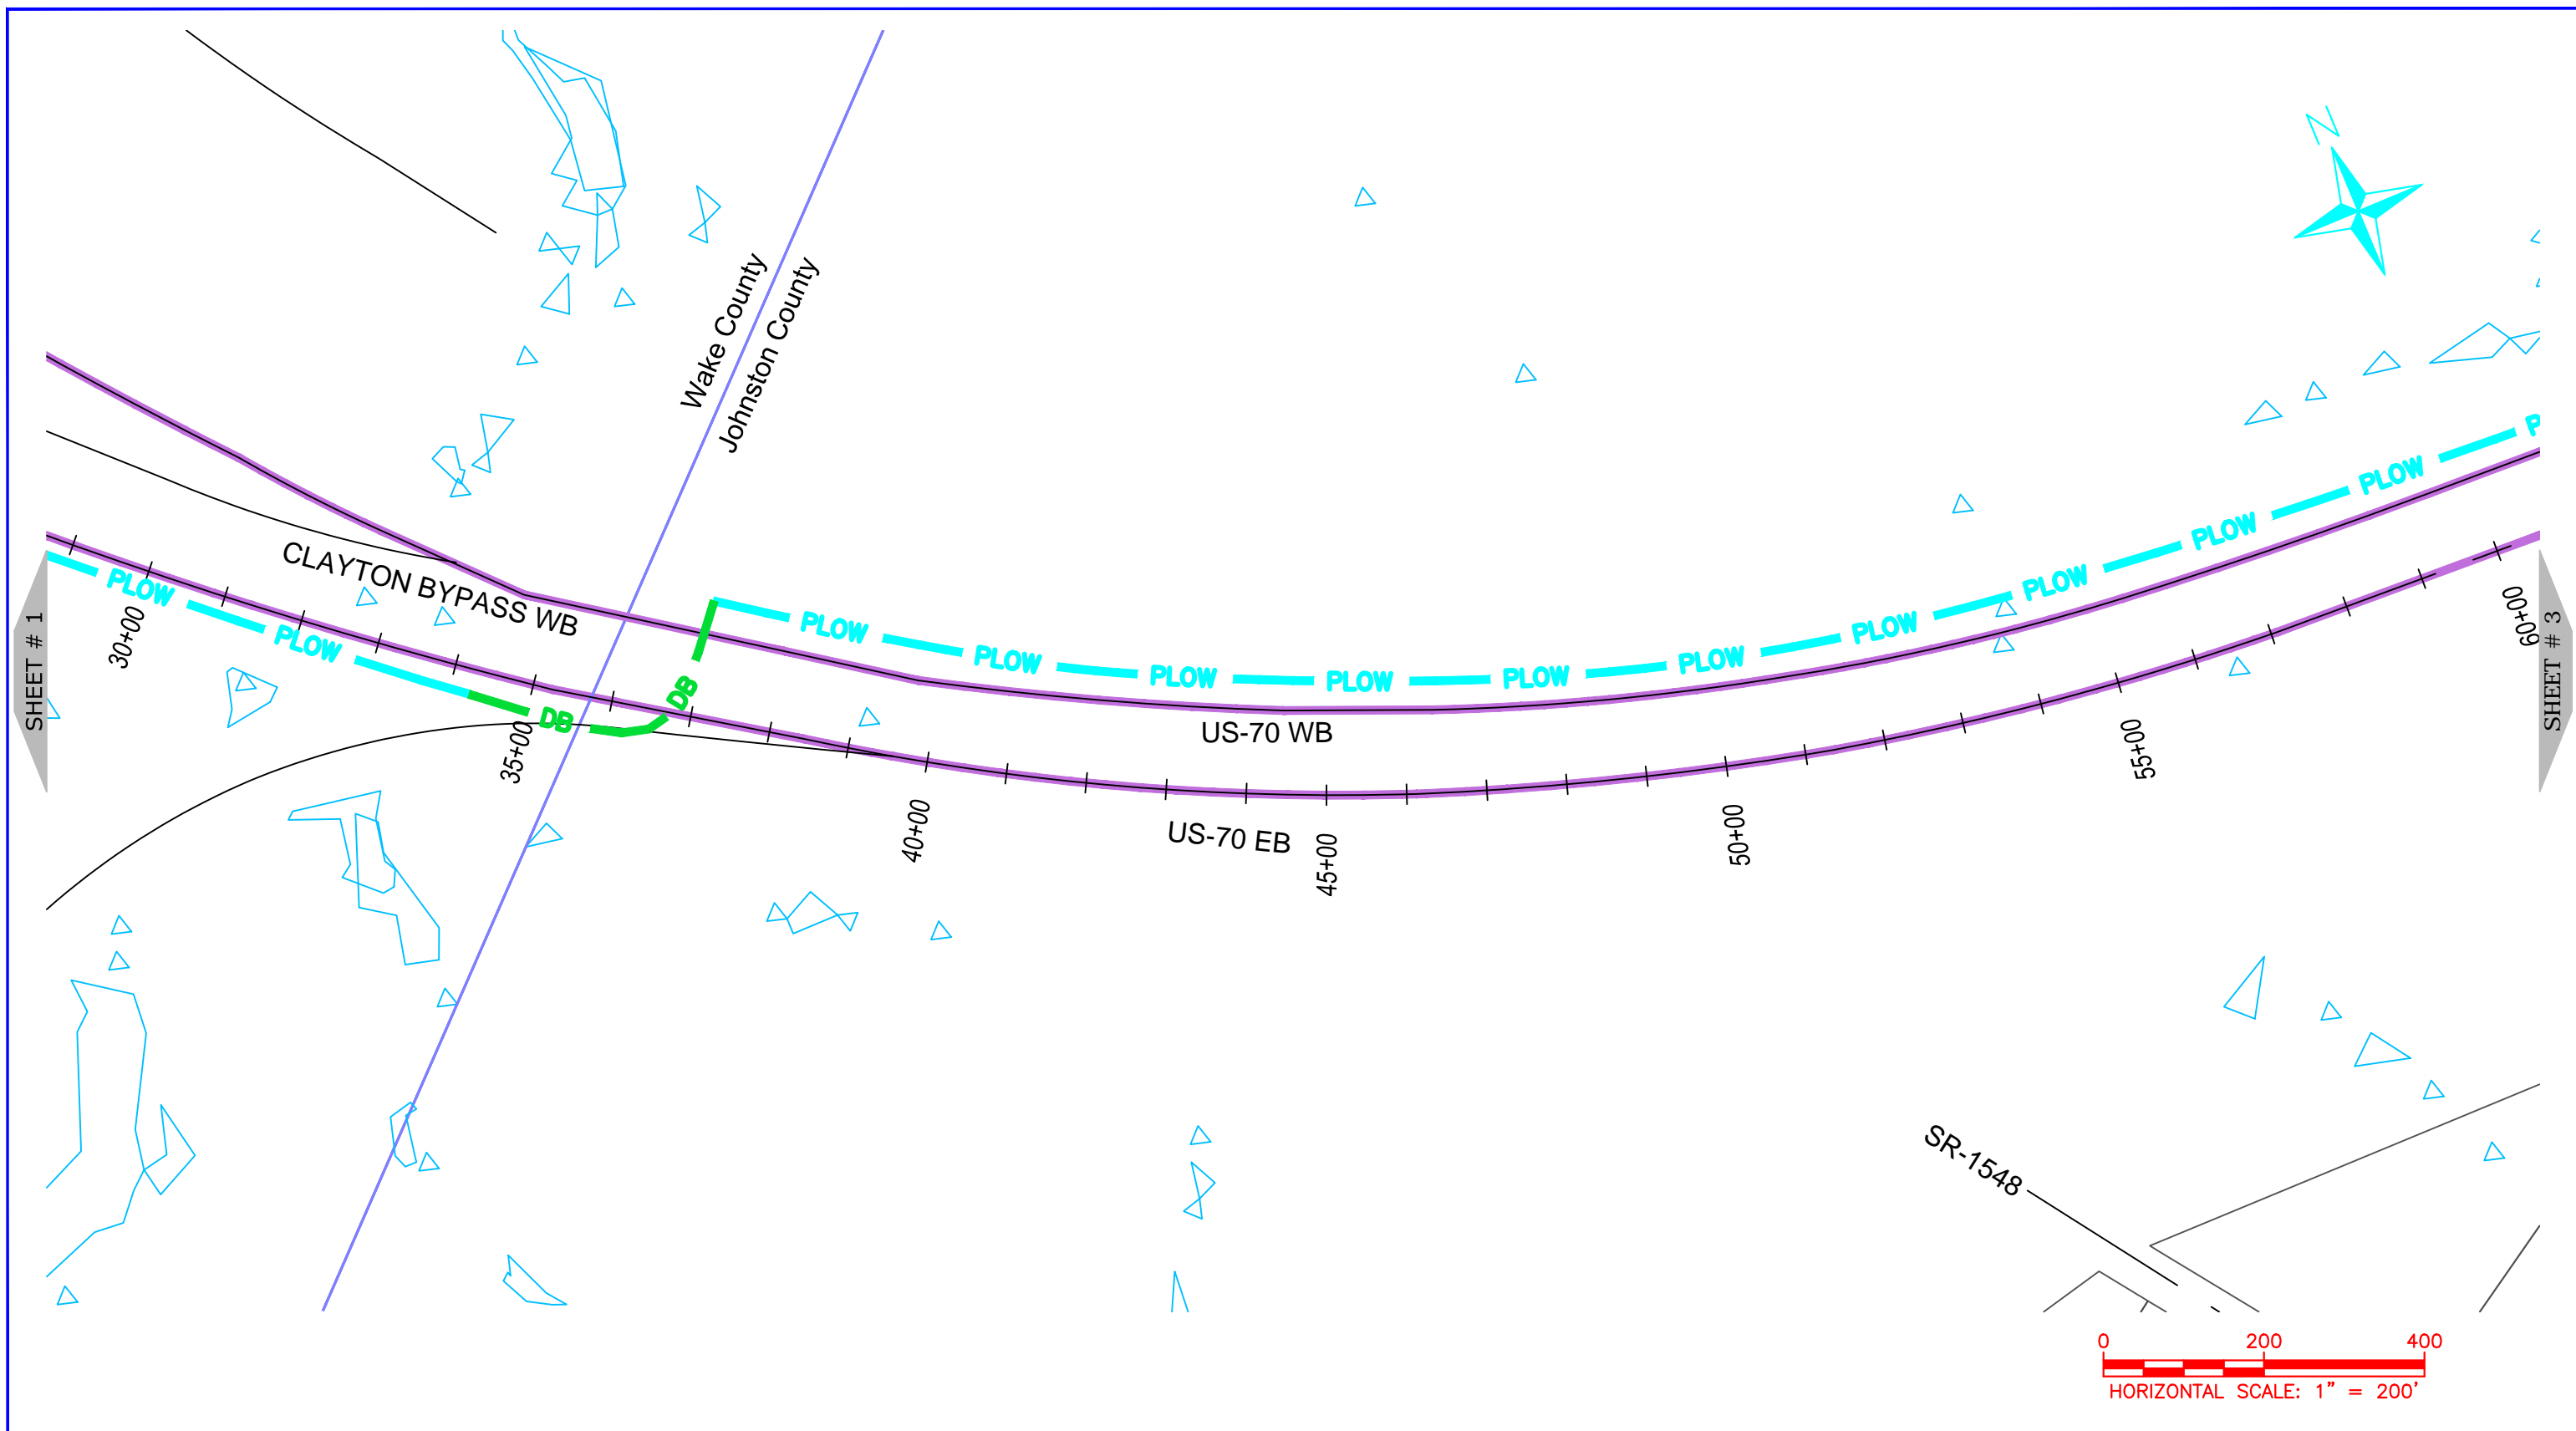 N
Wake County
Johnston County
CLAYTON BYPASS WB
SHEET # 1
SHEET # 3
PLOW
PLOW
DB
DB
PLOW
PLOW
PLOW
PLOW
PLOW
PLOW
PLOW
PLOW
PLOW
PLOW
P
30+00
35+00
40+00
45+00
50+00
55+00
60+00
US-70 WB
US-70 EB
SR-1548
0 200 400
HORIZONTAL SCALE: 1" = 200'